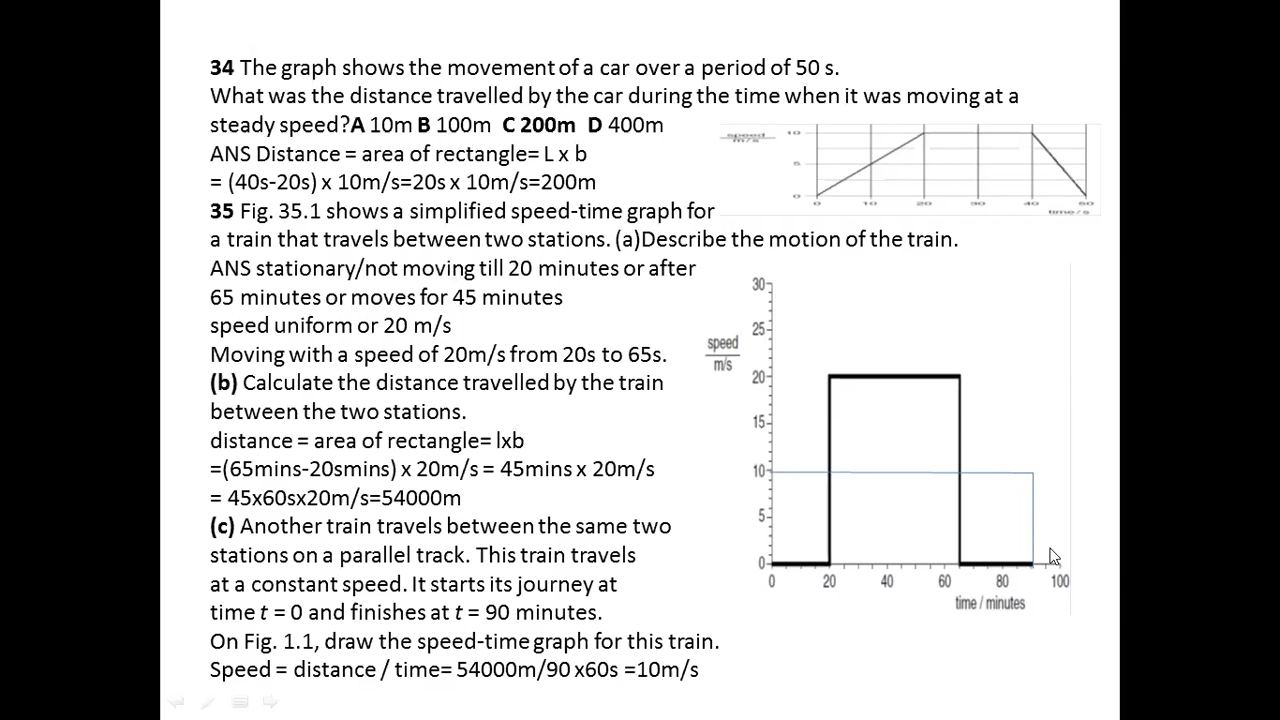 34 The graph shows the movement of a car over a period of 50 s.
What was the distance travelled by the car during the time when it was moving at a
steady speed?A 10m B 100m C 200m D 400m
speed
m/s
10
5
0
0 10 20 30 40 50
time/s
ANS Distance = area of rectangle= L x b
= (40s-20s) x 10m/s=20s x 10m/s=200m
35 Fig. 35.1 shows a simplified speed-time graph for
a train that travels between two stations. (a)Describe the motion of the train.
ANS stationary/not moving till 20 minutes or after
65 minutes or moves for 45 minutes
speed uniform or 20 m/s
Moving with a speed of 20m/s from 20s to 65s.
(b) Calculate the distance travelled by the train
between the two stations.
distance = area of rectangle= lxb
=(65mins-20smins) x 20m/s = 45mins x 20m/s
= 45x60sx20m/s=54000m
(c) Another train travels between the same two
stations on a parallel track. This train travels
at a constant speed. It starts its journey at
time t = 0 and finishes at t = 90 minutes.
On Fig. 1.1, draw the speed-time graph for this train.
Speed = distance / time= 54000m/90 x60s =10m/s
30
25
speed
m/s
20
15
10
5
0
0 20 40 60 80 100
time / minutes